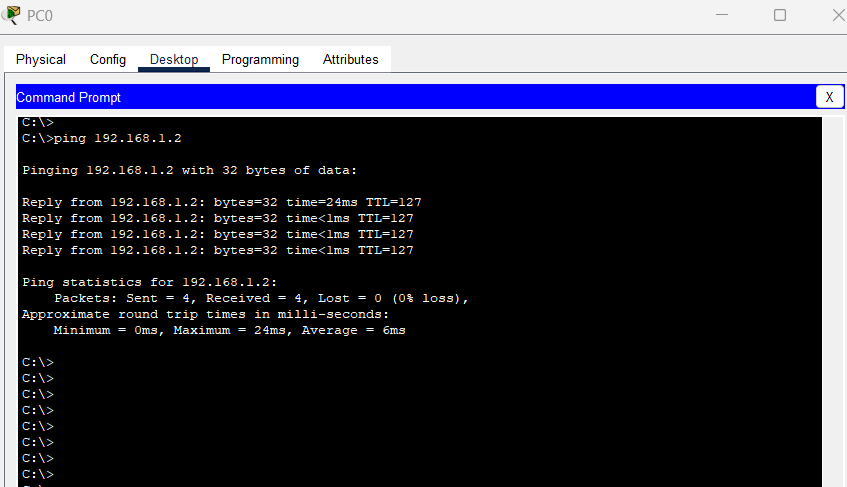 PC0
Physical Config Desktop Programming Attributes
Command Prompt X
C:\>
C:\>ping 192.168.1.2
Pinging 192.168.1.2 with 32 bytes of data:
Reply from 192.168.1.2: bytes=32 time=24ms TTL=127
Reply from 192.168.1.2: bytes=32 time<1ms TTL=127
Reply from 192.168.1.2: bytes=32 time<1ms TTL=127
Reply from 192.168.1.2: bytes=32 time<1ms TTL=127
Ping statistics for 192.168.1.2:
Packets: Sent = 4, Received = 4, Lost = 0 (0% loss),
Approximate round trip times in milli-seconds:
Minimum = 0ms, Maximum = 24ms, Average = 6ms
C:\>
C:\>
C:\>
C:\>
C:\>
C:\>
C:\>
C:\>